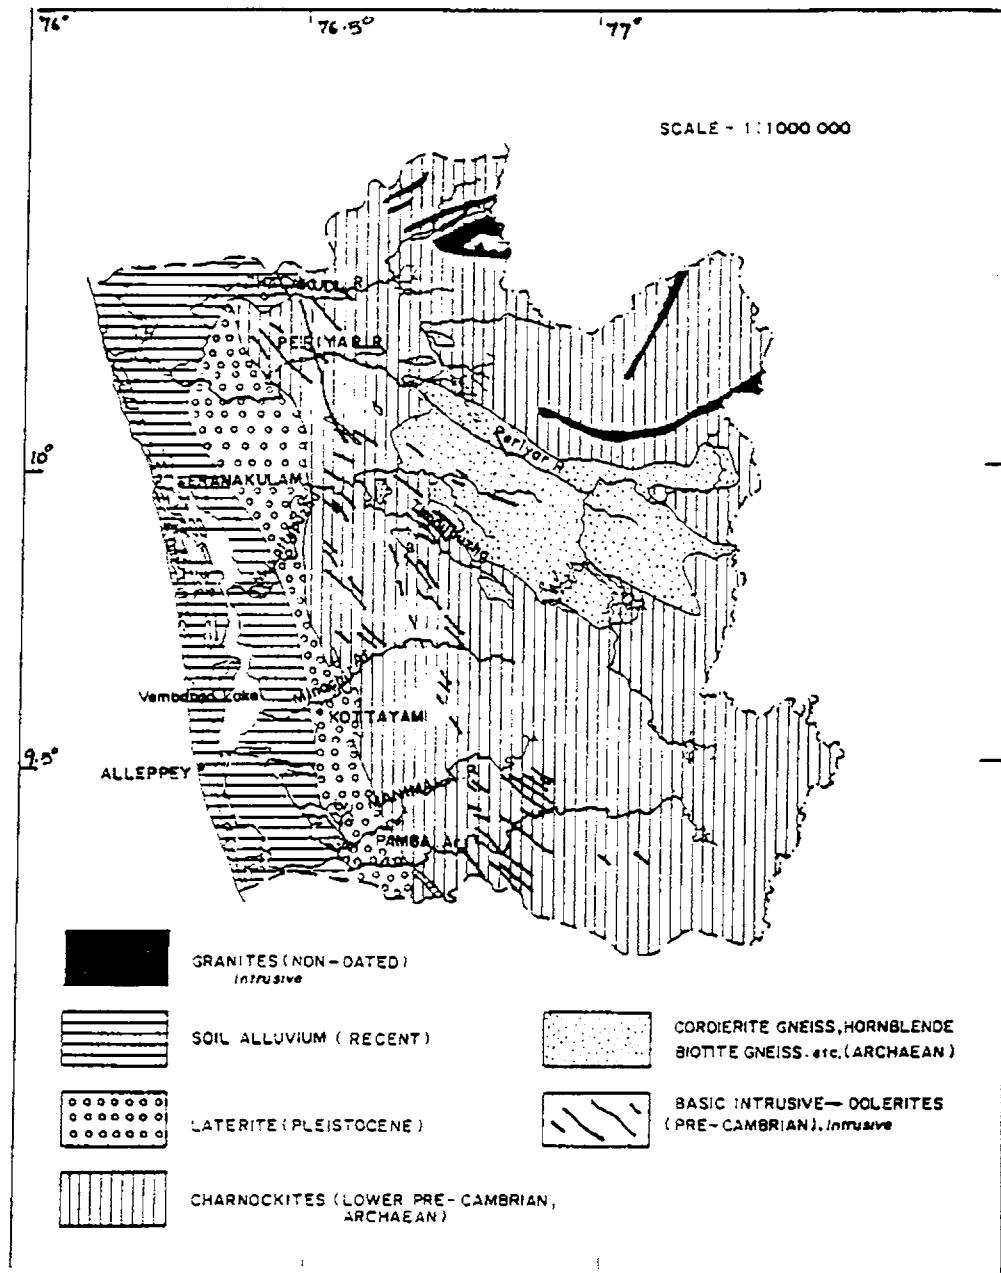 76°
76.5°
77°
SCALE - 1:1000 000
PERIYAR R
10°
Periyar R.
ERANAKULAM
Vembanad Lake
KOTTAYAM
9.5°
ALLEPPEY
MANIMALA R
PAMBA
GRANITES (NON-DATED)
Intrusive
SOIL ALLUVIUM ( RECENT )
LATERITE (PLEISTOCENE)
CHARNOCKITES (LOWER PRE-CAMBRIAN,
ARCHAEAN)
CORDIERITE GNEISS, HORNBLENDE
BIOTITE GNEISS. etc. (ARCHAEAN)
BASIC INTRUSIVE— DOLERITES
(PRE-CAMBRIAN). Intrusive